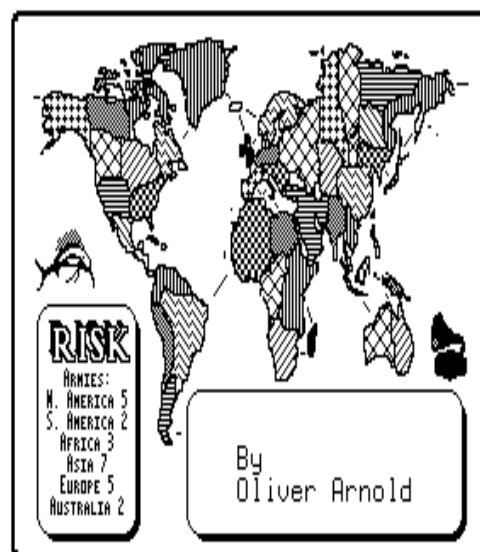 RISK
ARMIES:
N. AMERICA 5
S. AMERICA 2
AFRICA 3
ASIA 7
EUROPE 5
AUSTRALIA 2
By
Oliver Arnold